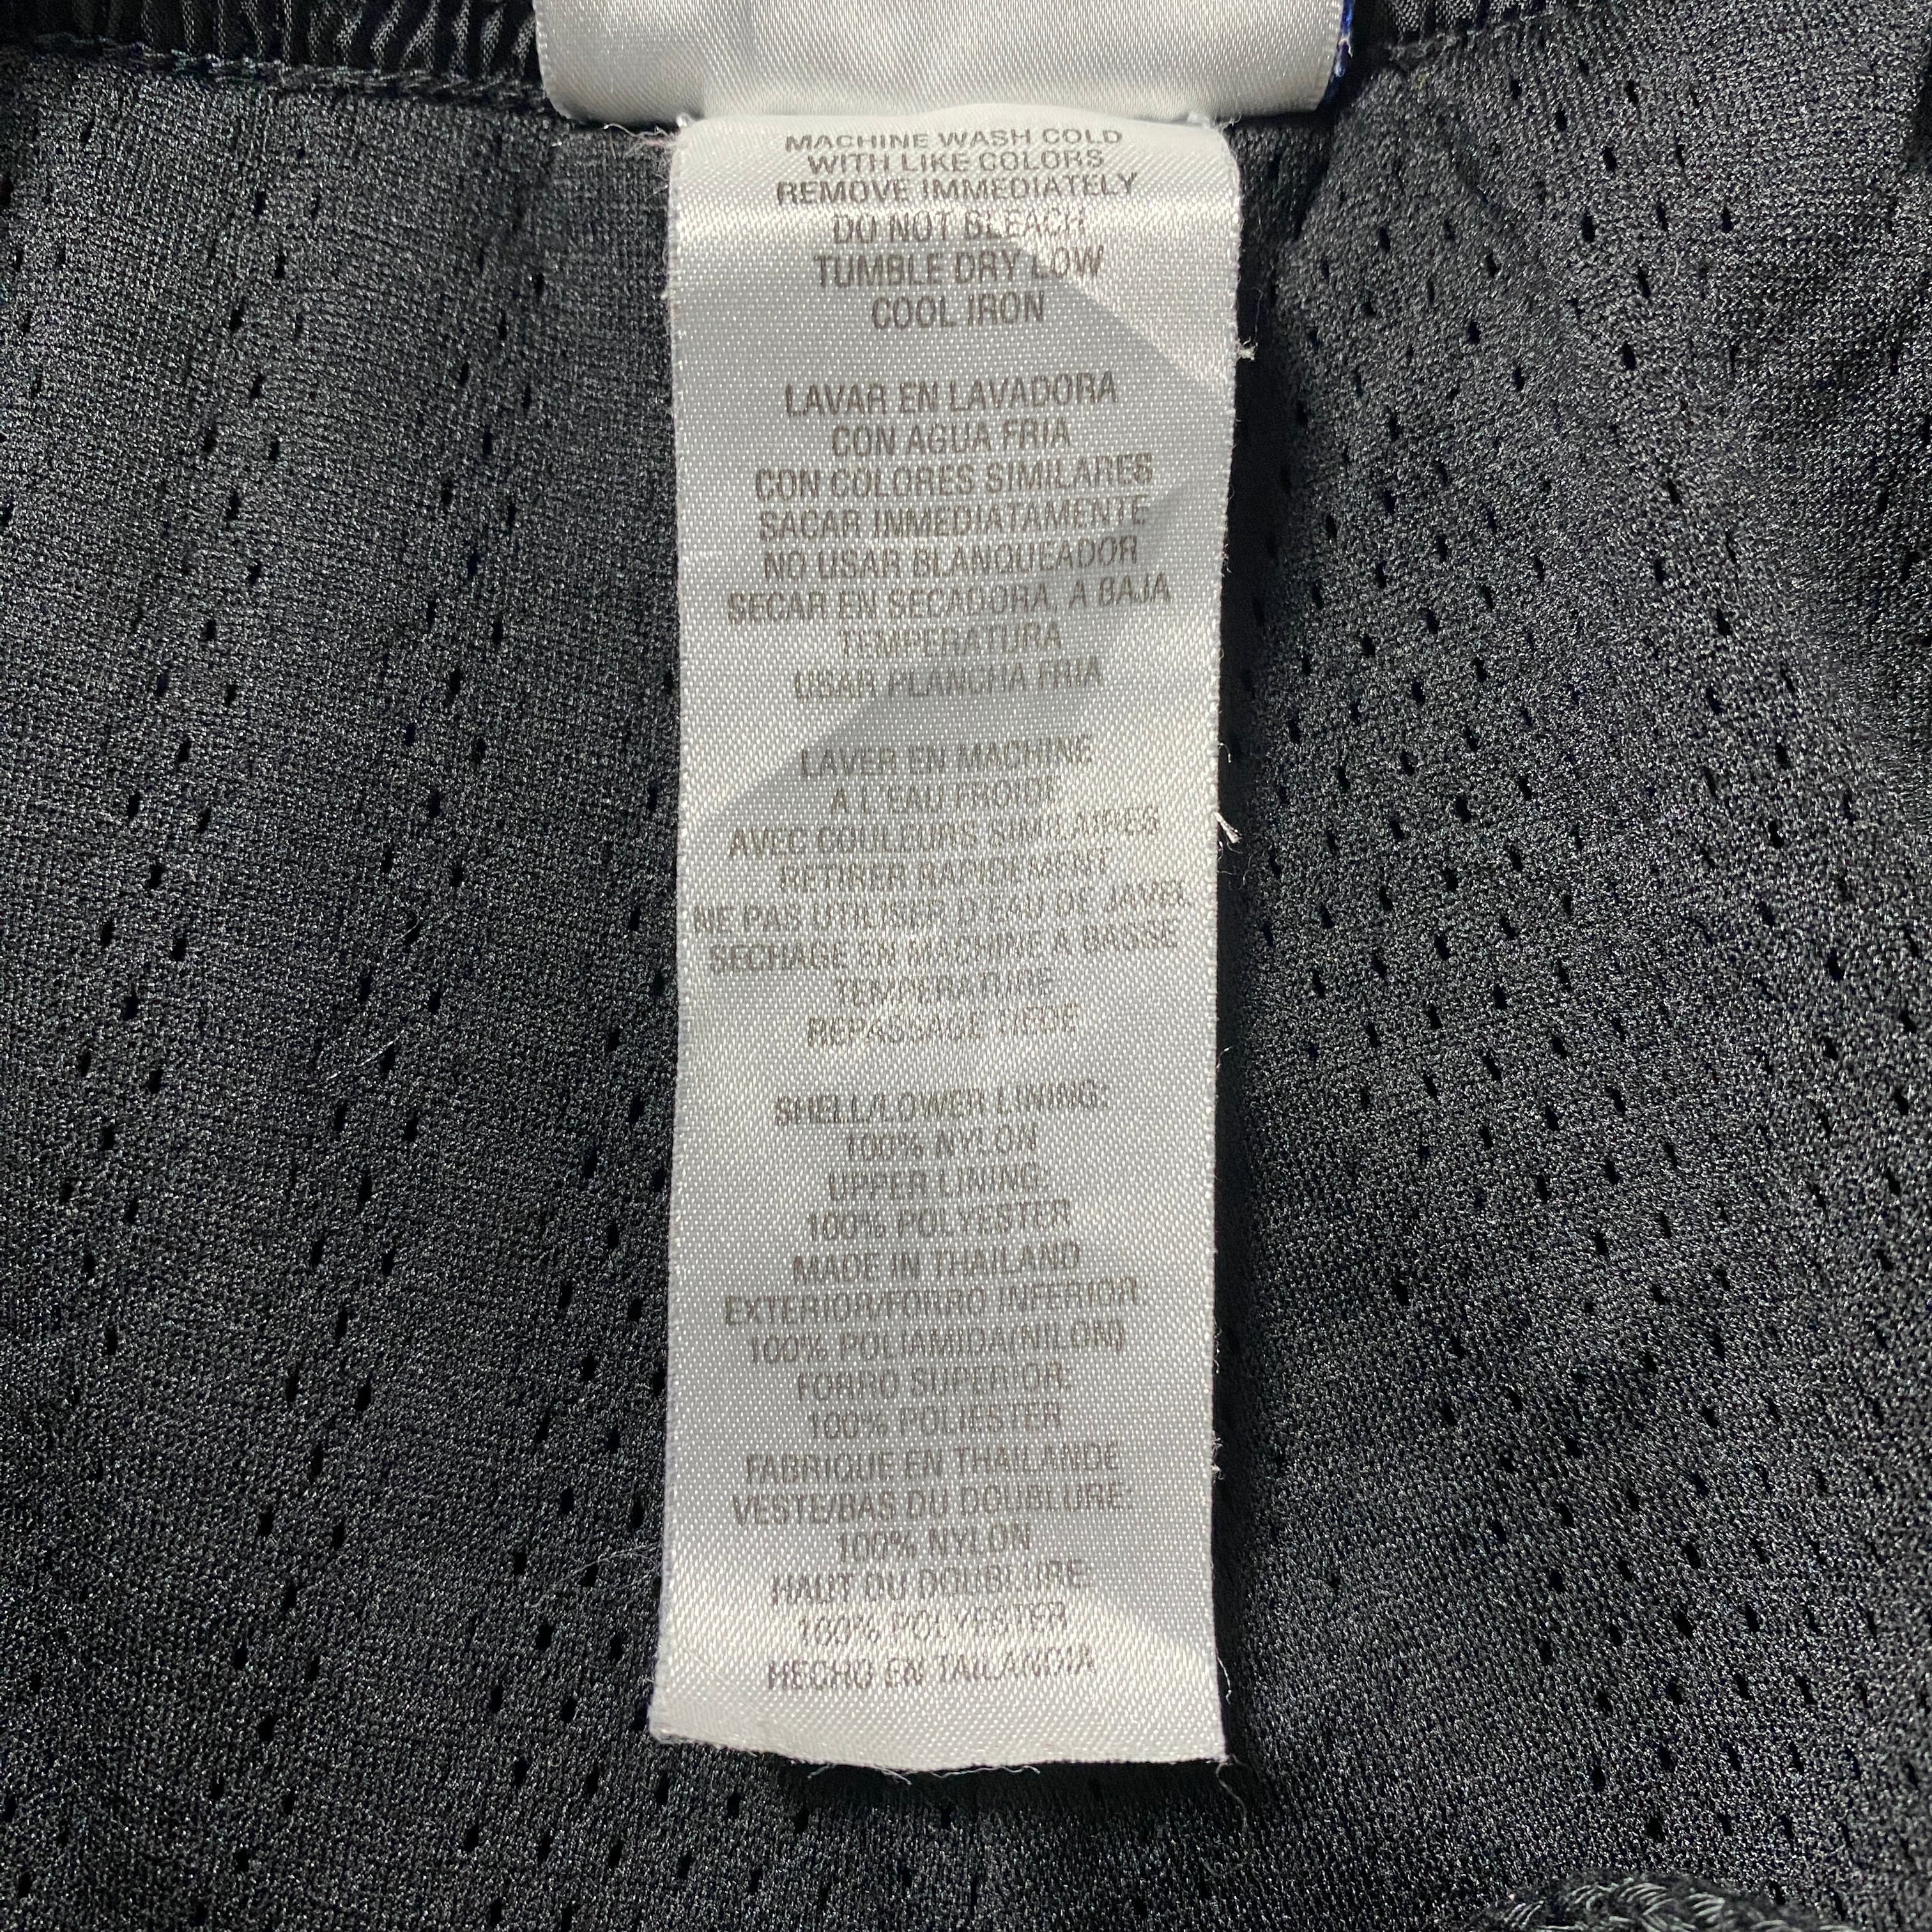 MACHINE WASH COLD
WITH LIKE COLORS
REMOVE IMMEDIATELY
DO NOT BLEACH
TUMBLE DRY LOW
COOL IRON
LAVAR EN LAVADORA
CON AGUA FRIA
CON COLORES SIMILARES
SACAR INMEDIATAMENTE
NO USAR BLANQUEADOR
SECAR EN SECADORA, A BAJA
TEMPERATURA
USAR PLANCHA FRIA
LAVER EN MACHINE
A L'EAU FROIDE
AVEC COULEURS SIMILAIRES
RETIRER RAPIDEMENT
NE PAS UTILISER D'EAU DE JAVEL
SECHAGE EN MACHINE A BASSE
TEMPERATURE
REPASSAGE TIEDE
SHELL/LOWER LINING:
100% NYLON
UPPER LINING:
100% POLYESTER
MADE IN THAILAND
EXTERIOR/FORRO INFERIOR:
100% POLIAMIDA(NILON)
FORRO SUPERIOR:
100% POLIESTER
FABRIQUE EN THAILANDE
VESTE/BAS DU DOUBLURE:
100% NYLON
HAUT DU DOUBLURE:
100% POLYESTER
HECHO EN TAILANDIA